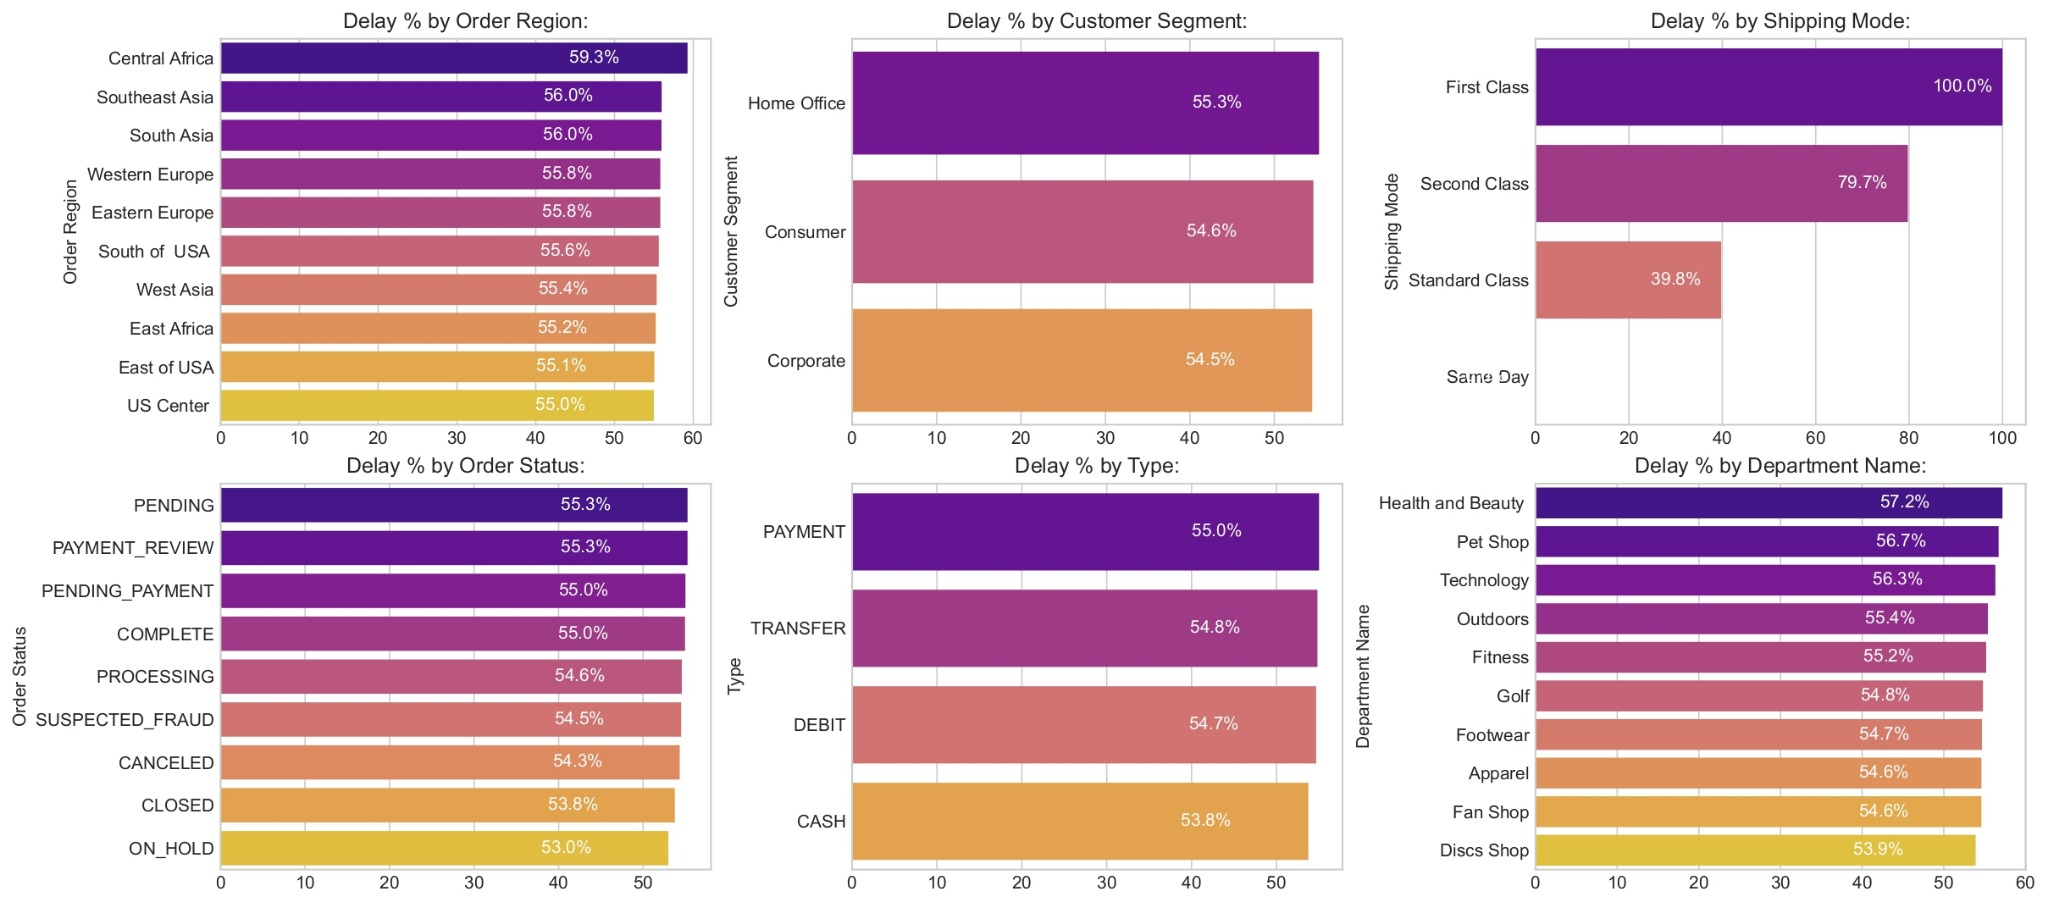 Delay % by Order Region:
Order Region
Central Africa 59.3%
Southeast Asia 56.0%
South Asia 56.0%
Western Europe 55.8%
Eastern Europe 55.8%
South of  USA 55.6%
West Asia 55.4%
East Africa 55.2%
East of USA 55.1%
US Center 55.0%
0 10 20 30 40 50 60
Delay % by Customer Segment:
Customer Segment
Home Office 55.3%
Consumer 54.6%
Corporate 54.5%
0 10 20 30 40 50
Delay % by Shipping Mode:
Shipping Mode
First Class 100.0%
Second Class 79.7%
Standard Class 39.8%
Same Day
0 20 40 60 80 100
Delay % by Order Status:
Order Status
PENDING 55.3%
PAYMENT_REVIEW 55.3%
PENDING_PAYMENT 55.0%
COMPLETE 55.0%
PROCESSING 54.6%
SUSPECTED_FRAUD 54.5%
CANCELED 54.3%
CLOSED 53.8%
ON_HOLD 53.0%
0 10 20 30 40 50
Delay % by Type:
Type
PAYMENT 55.0%
TRANSFER 54.8%
DEBIT 54.7%
CASH 53.8%
0 10 20 30 40 50
Delay % by Department Name:
Department Name
Health and Beauty 57.2%
Pet Shop 56.7%
Technology 56.3%
Outdoors 55.4%
Fitness 55.2%
Golf 54.8%
Footwear 54.7%
Apparel 54.6%
Fan Shop 54.6%
Discs Shop 53.9%
0 10 20 30 40 50 60